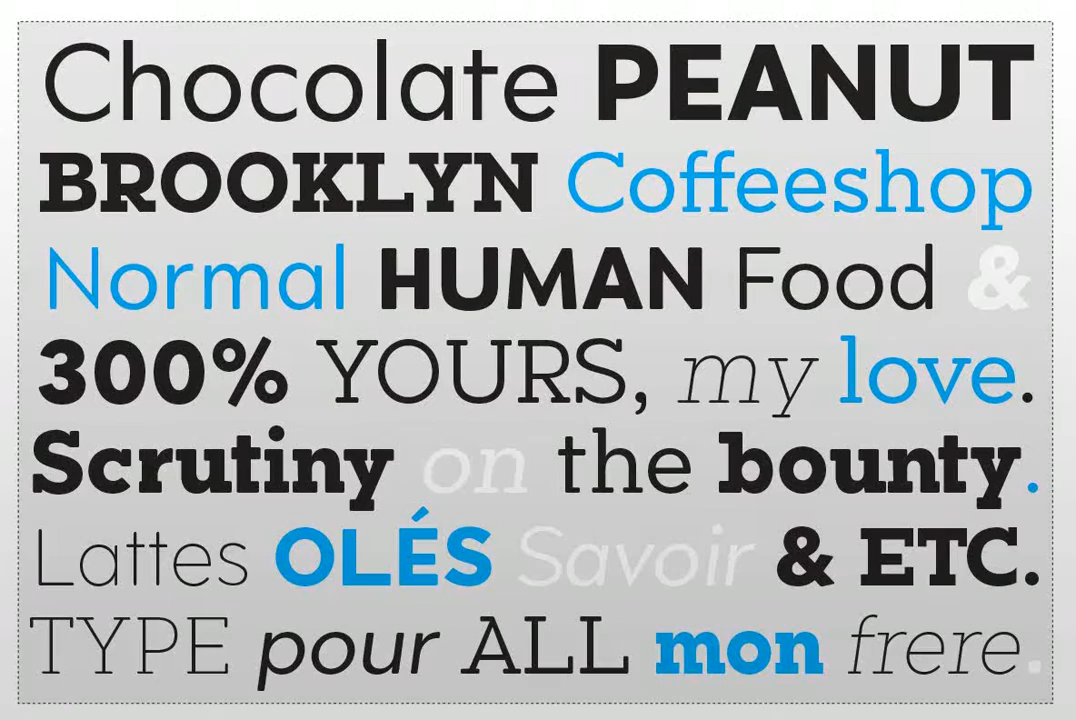 Chocolate PEANUT
BROOKLYN Coffeeshop
Normal HUMAN Food &
300% YOURS, my love.
Scrutiny on the bounty.
Lattes OLÉS Savoir & ETC.
TYPE pour ALL mon frere.